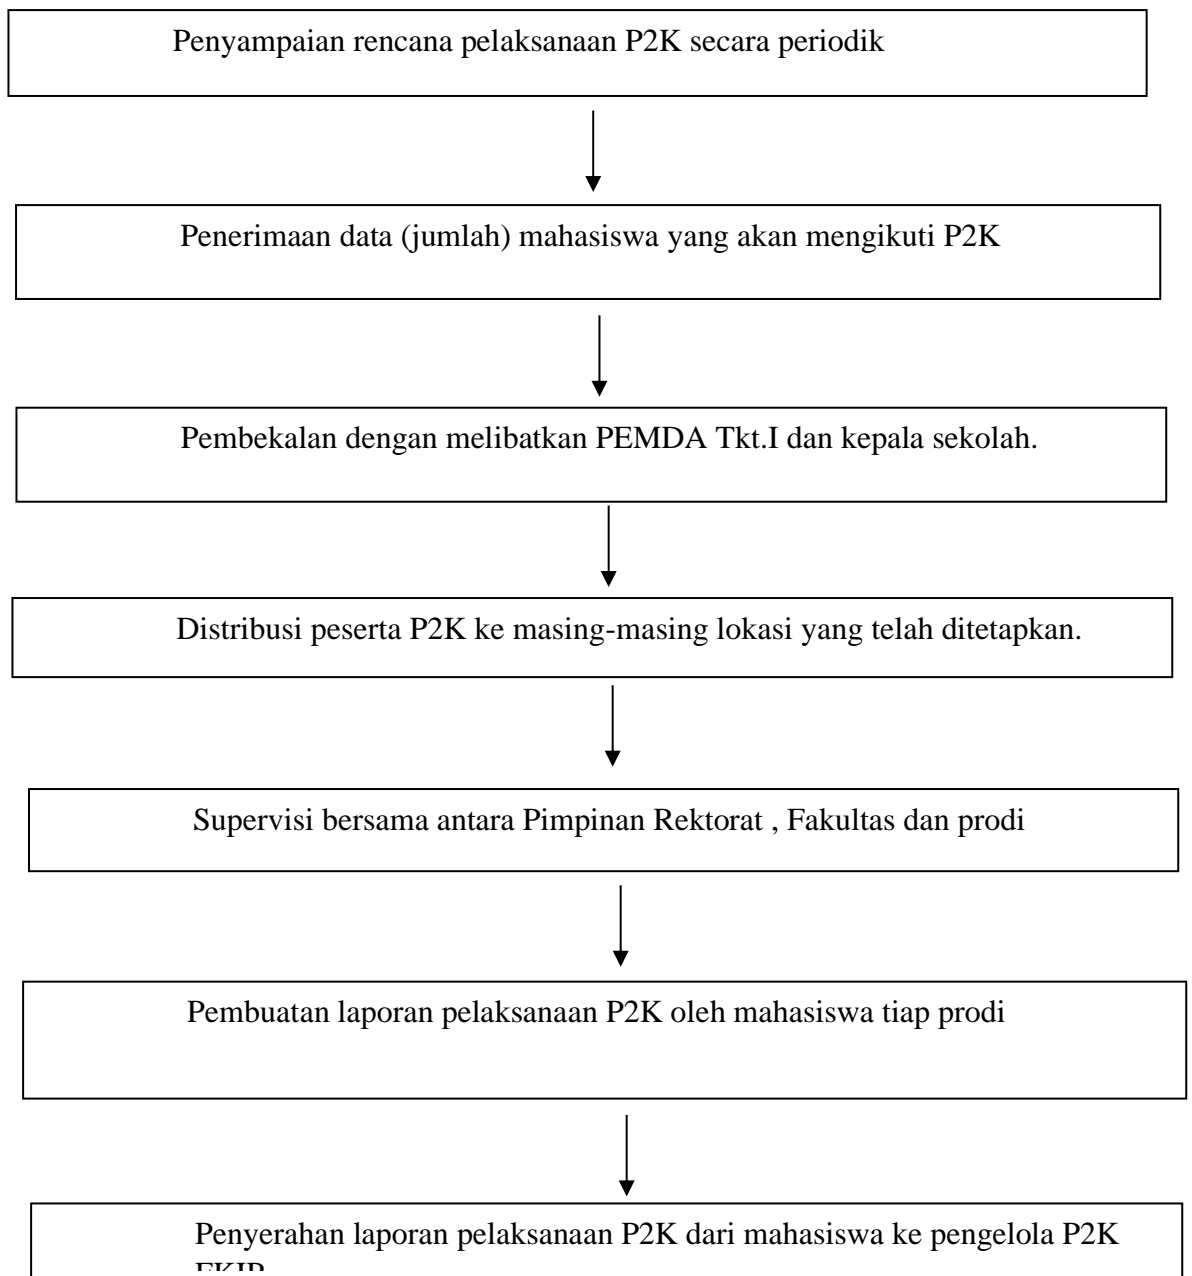 Penyampaian rencana pelaksanaan P2K secara periodik
Penerimaan data (jumlah) mahasiswa yang akan mengikuti P2K
Pembekalan dengan melibatkan PEMDA Tkt.I dan kepala sekolah.
Distribusi peserta P2K ke masing-masing lokasi yang telah ditetapkan.
Supervisi bersama antara Pimpinan Rektorat , Fakultas dan prodi
Pembuatan laporan pelaksanaan P2K oleh mahasiswa tiap prodi
Penyerahan laporan pelaksanaan P2K dari mahasiswa ke pengelola P2K